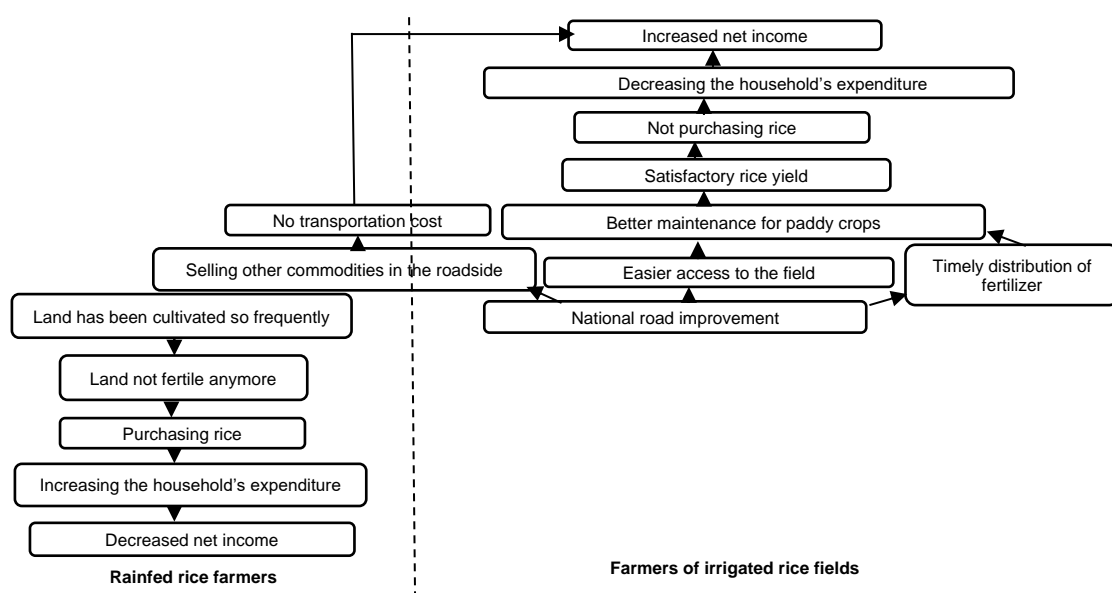 Increased net income
Decreasing the household's expenditure
Not purchasing rice
Satisfactory rice yield
No transportation cost
Better maintenance for paddy crops
Selling other commodities in the roadside
Easier access to the field
Timely distribution of
fertilizer
Land has been cultivated so frequently
National road improvement
Land not fertile anymore
Purchasing rice
Increasing the household's expenditure
Decreased net income
Rainfed rice farmers
Farmers of irrigated rice fields